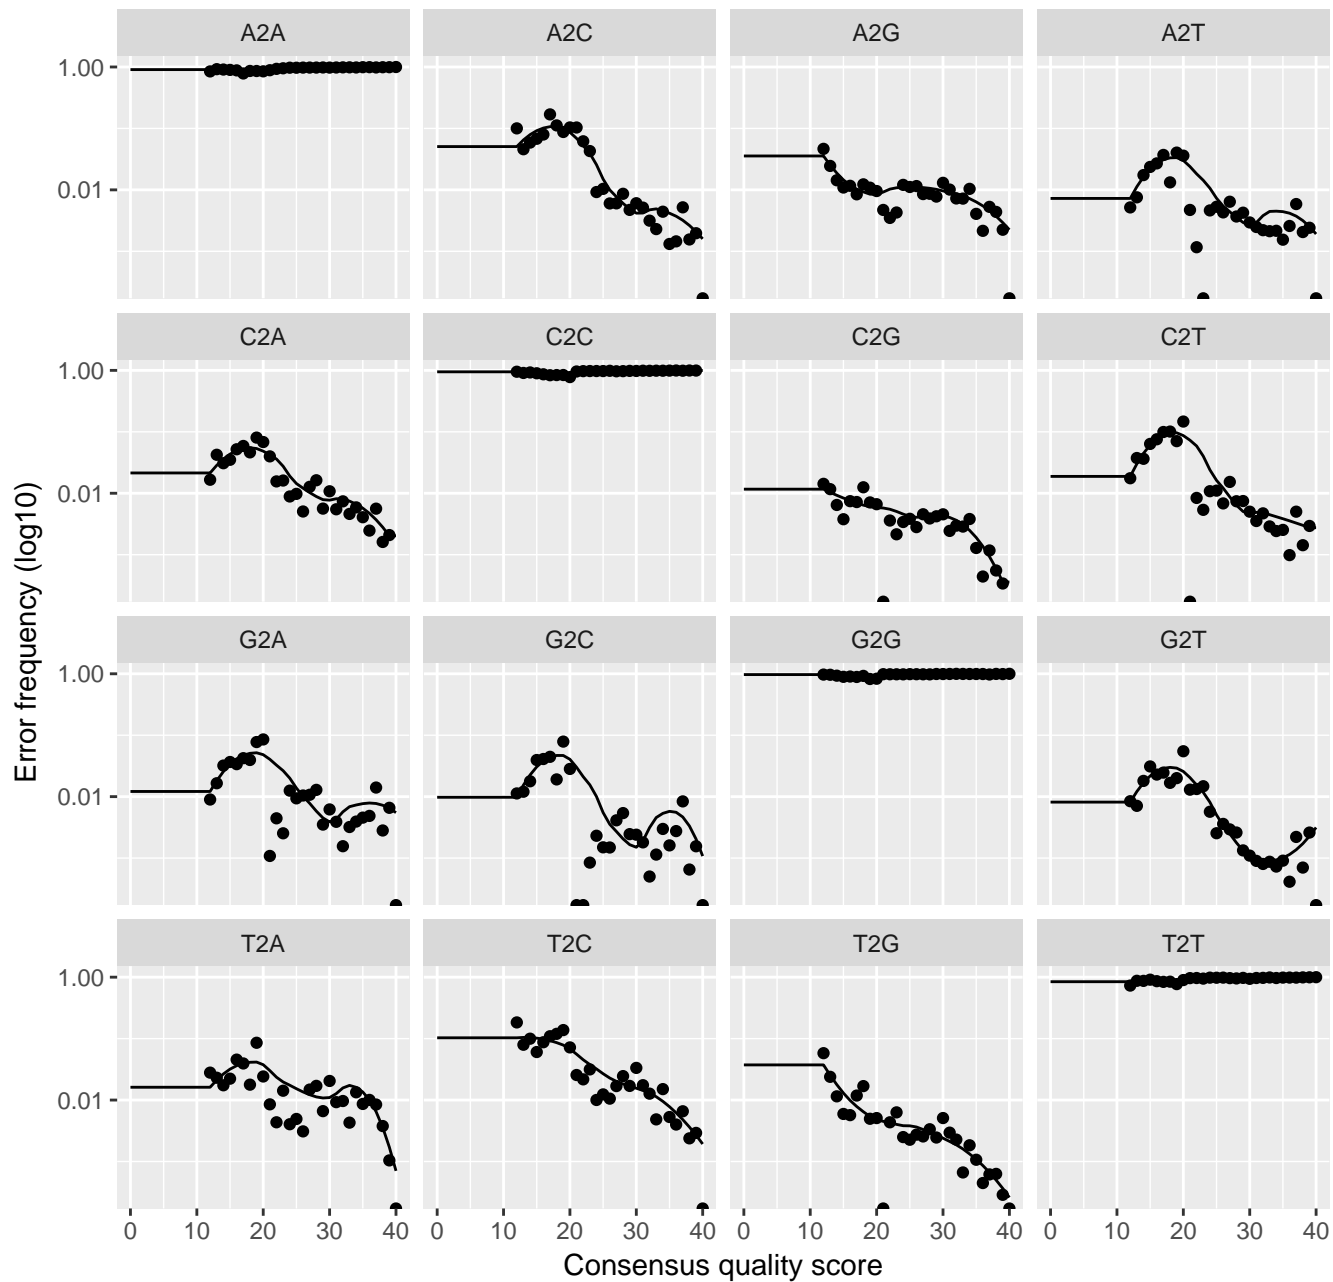 A2A A2C A2G A2T
1.00
0.01
C2A C2C C2G C2T
1.00
0.01
G2A G2C G2G G2T
1.00
0.01
T2A T2C T2G T2T
1.00
0.01
0 10 20 30 40 0 10 20 30 40 0 10 20 30 40 0 10 20 30 40
Consensus quality score
Error frequency (log10)